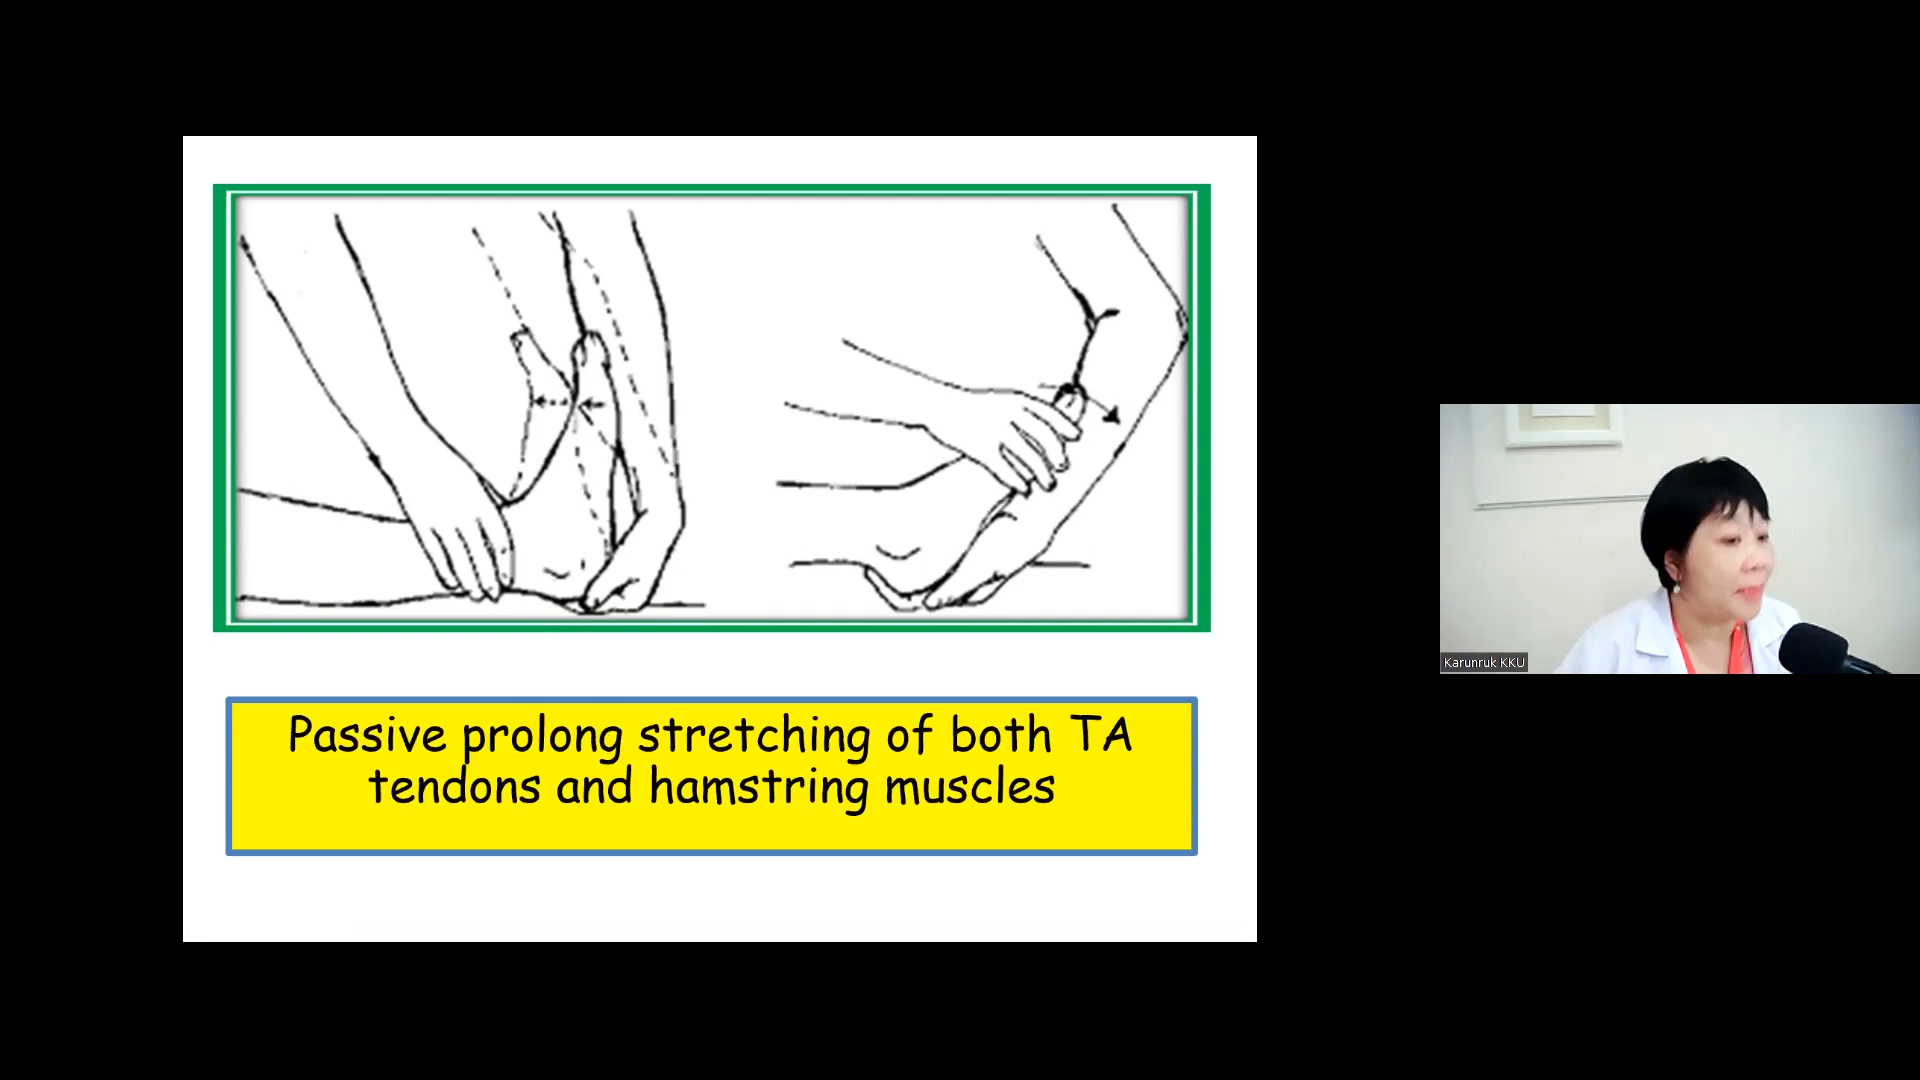 Passive prolong stretching of both TA
tendons and hamstring muscles
Karunruk KKU